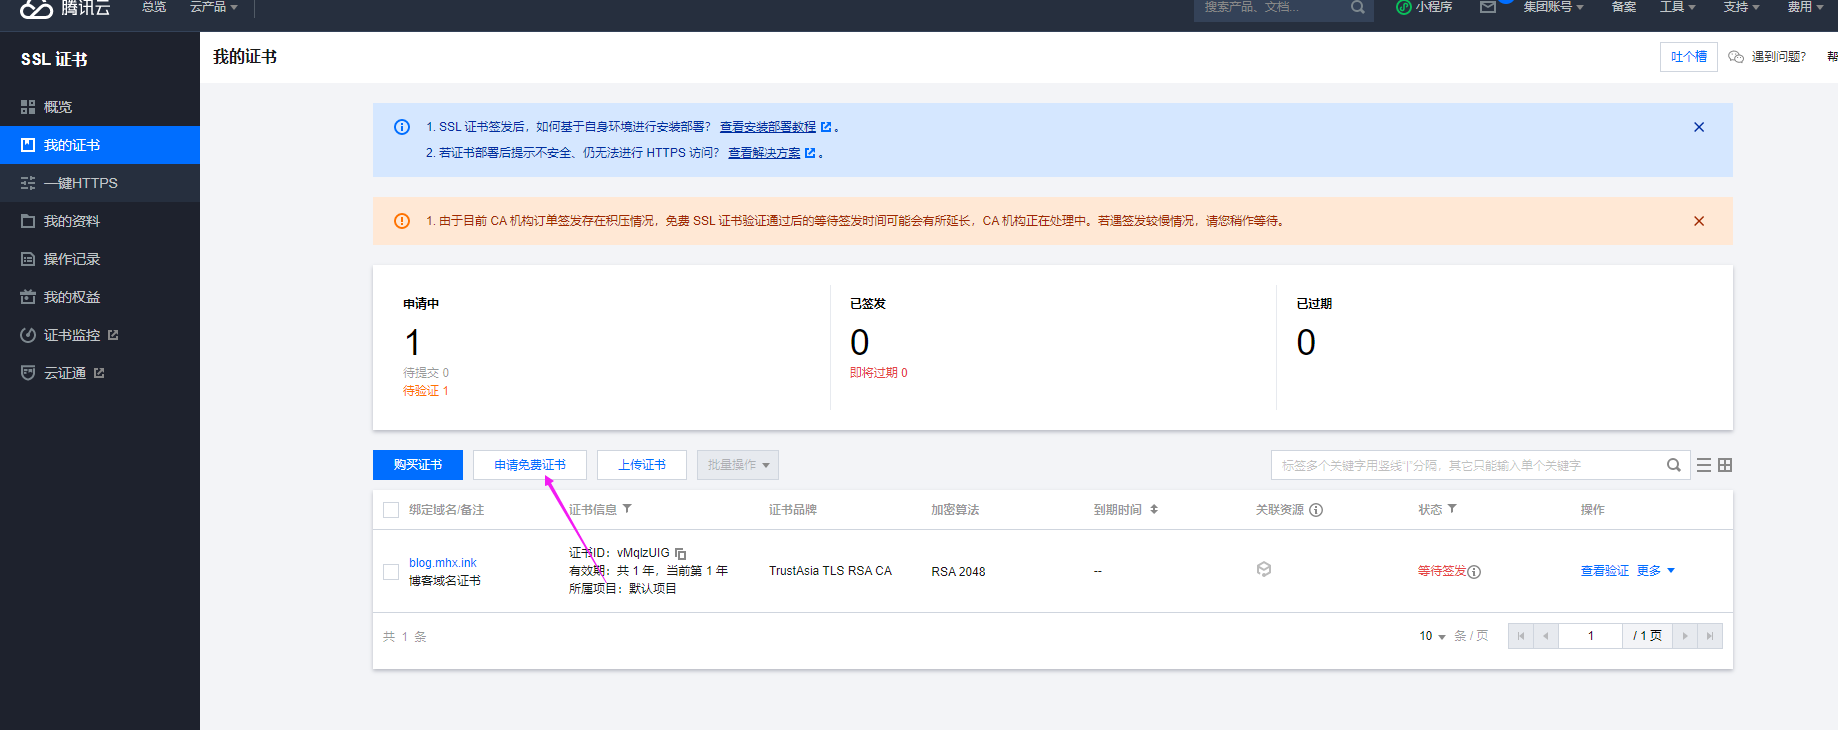 腾讯云 总览 云产品 搜索产品、文档... 小程序 集团账号 备案 工具 支持 费用
SSL 证书
概览
我的证书
一键HTTPS
我的资料
操作记录
我的权益
证书监控
云证通
我的证书 吐个槽 遇到问题? 帮
1. SSL 证书签发后，如何基于自身环境进行安装部署？ 查看安装部署教程 。
2. 若证书部署后提示不安全、仍无法进行 HTTPS 访问？ 查看解决方案 。
1. 由于目前 CA 机构订单签发存在积压情况，免费 SSL 证书验证通过后的等待签发时间可能会有所延长，CA 机构正在处理中。若遇签发较慢情况，请您稍作等待。
申请中 已签发 已过期
1 0 0
待提交 0 即将过期 0
待验证 1
购买证书 申请免费证书 上传证书 批量操作 标签多个关键字用竖线"|"分隔，其它只能输入单个关键字
绑定域名/备注 证书信息 证书品牌 加密算法 到期时间 关联资源 状态 操作
blog.mhx.ink
博客域名证书
证书ID：vMqlzUIG
有效期：共 1 年，当前第 1 年
所属项目：默认项目
TrustAsia TLS RSA CA RSA 2048 -- 等待签发 查看验证 更多
共 1 条 10 条 / 页 1 / 1 页